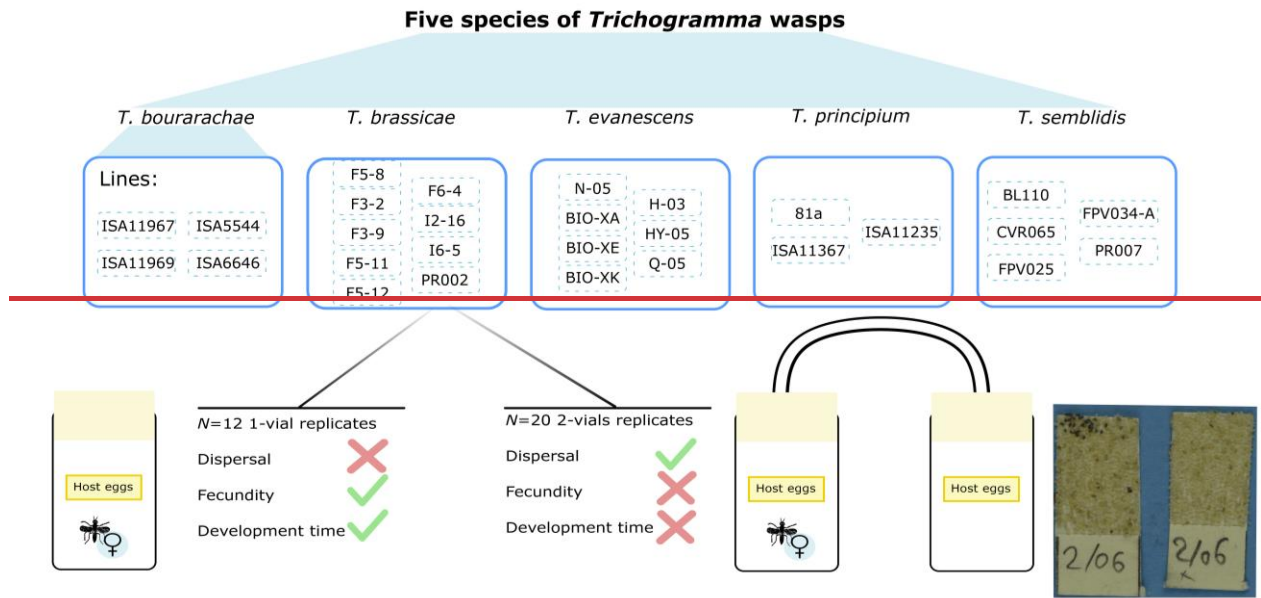 Five species of Trichogramma wasps
T. bourarachae
T. brassicae
T. evanescens
T. principium
T. semblidis
Lines:
ISA11967
ISA5544
ISA11969
ISA6646
F5-8
F3-2
F3-9
F5-11
F5-12
F6-4
I2-16
I6-5
PR002
N-05
BIO-XA
BIO-XE
BIO-XK
H-03
HY-05
Q-05
81a
ISA11367
ISA11235
BL110
CVR065
FPV025
FPV034-A
PR007
Host eggs
N=12 1-vial replicates
Dispersal
Fecundity
Development time
N=20 2-vials replicates
Dispersal
Fecundity
Development time
Host eggs
Host eggs
2/06
2/06